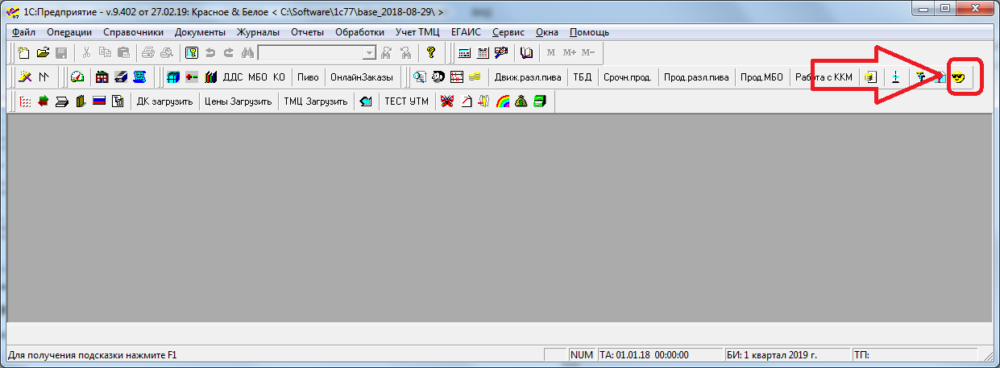 1С:Предприятие - v.9.402 от 27.02.19: Красное & Белое < C:\Software\1c77\base_2018-08-29\ >
Файл Операции Справочники Документы Журналы Отчеты Обработки Учет ТМЦ ЕГАИС Сервис Окна Помощь
M M+ M−
ДДС МБО КО Пиво ОнлайнЗаказы Движ.разл.пива ТБД Срочн.прод. Прод.разл.пива Прод.МБО Работа с ККМ
ДК загрузить Цены Загрузить ТМЦ Загрузить ТЕСТ УТМ
Для получения подсказки нажмите F1 NUM ТА: 01.01.18 00:00:00 БИ: 1 квартал 2019 г. ТП: